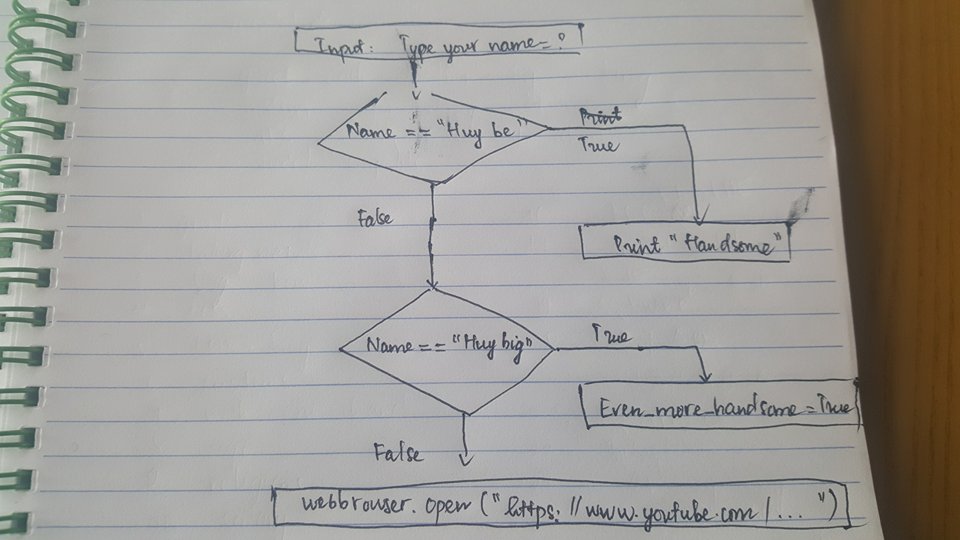 Input: Type your name=?
Name == "Huy be"
Print
True
False
Print "Handsome"
Name == "Huy big"
True
Even_more_handsome = True
False
webbrowser.open ("https://www.youtube.com/... ")